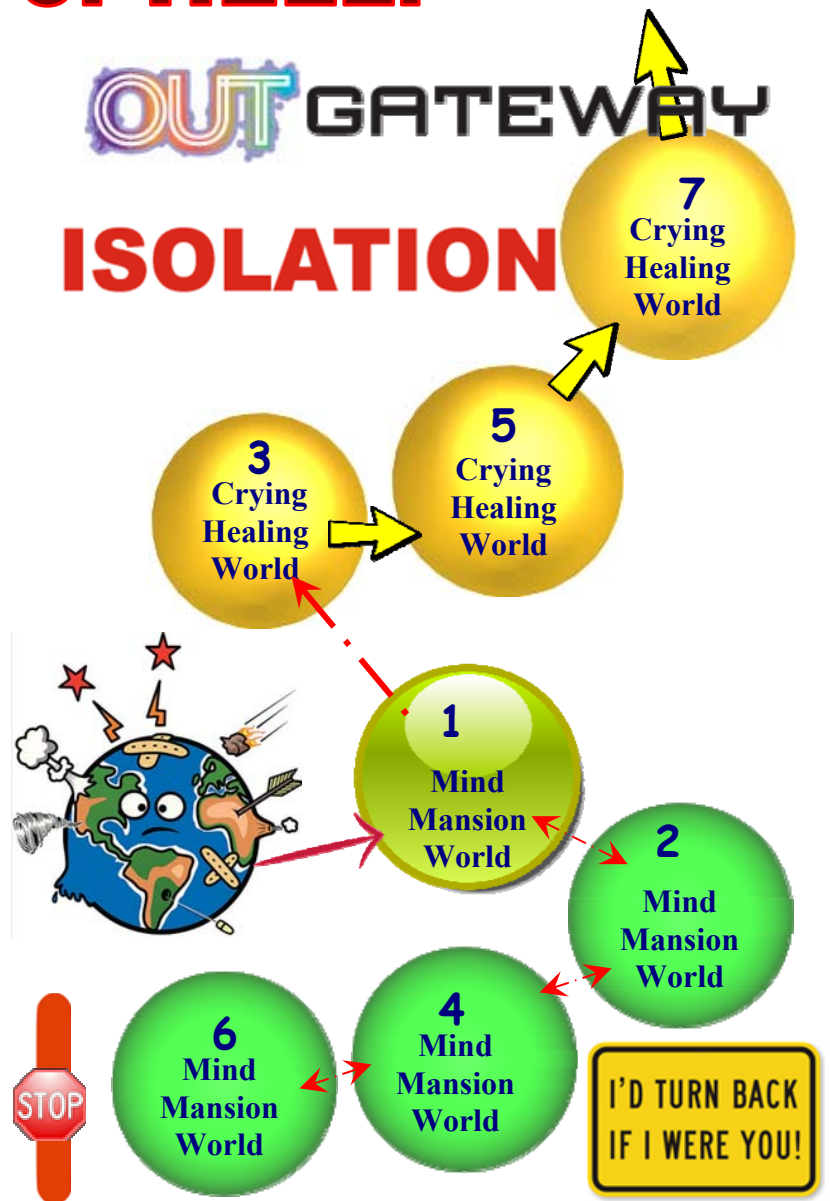 OUT GATEWAY
ISOLATION
7
Crying
Healing
World
5
Crying
Healing
World
3
Crying
Healing
World
1
Mind
Mansion
World
2
Mind
Mansion
World
4
Mind
Mansion
World
6
Mind
Mansion
World
STOP
I'D TURN BACK
IF I WERE YOU!